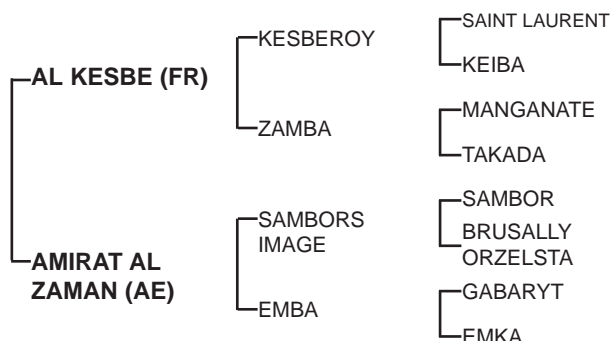 SAINT LAURENT
KESBEROY
KEIBA
AL KESBE (FR)
MANGANATE
ZAMBA
TAKADA
SAMBOR
SAMBORS
IMAGE
BRUSALLY
ORZELSTA
AMIRAT AL
ZAMAN (AE)
GABARYT
EMBA
EMKA